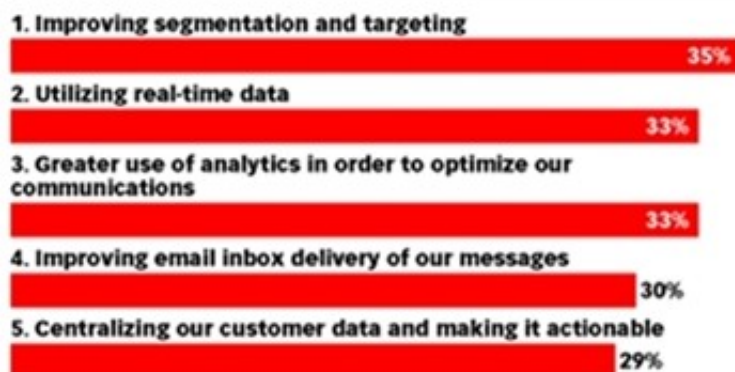 1. Improving segmentation and targeting
35%
2. Utilizing real-time data
33%
3. Greater use of analytics in order to optimize our
communications
33%
4. Improving email inbox delivery of our messages
30%
5. Centralizing our customer data and making it actionable
29%